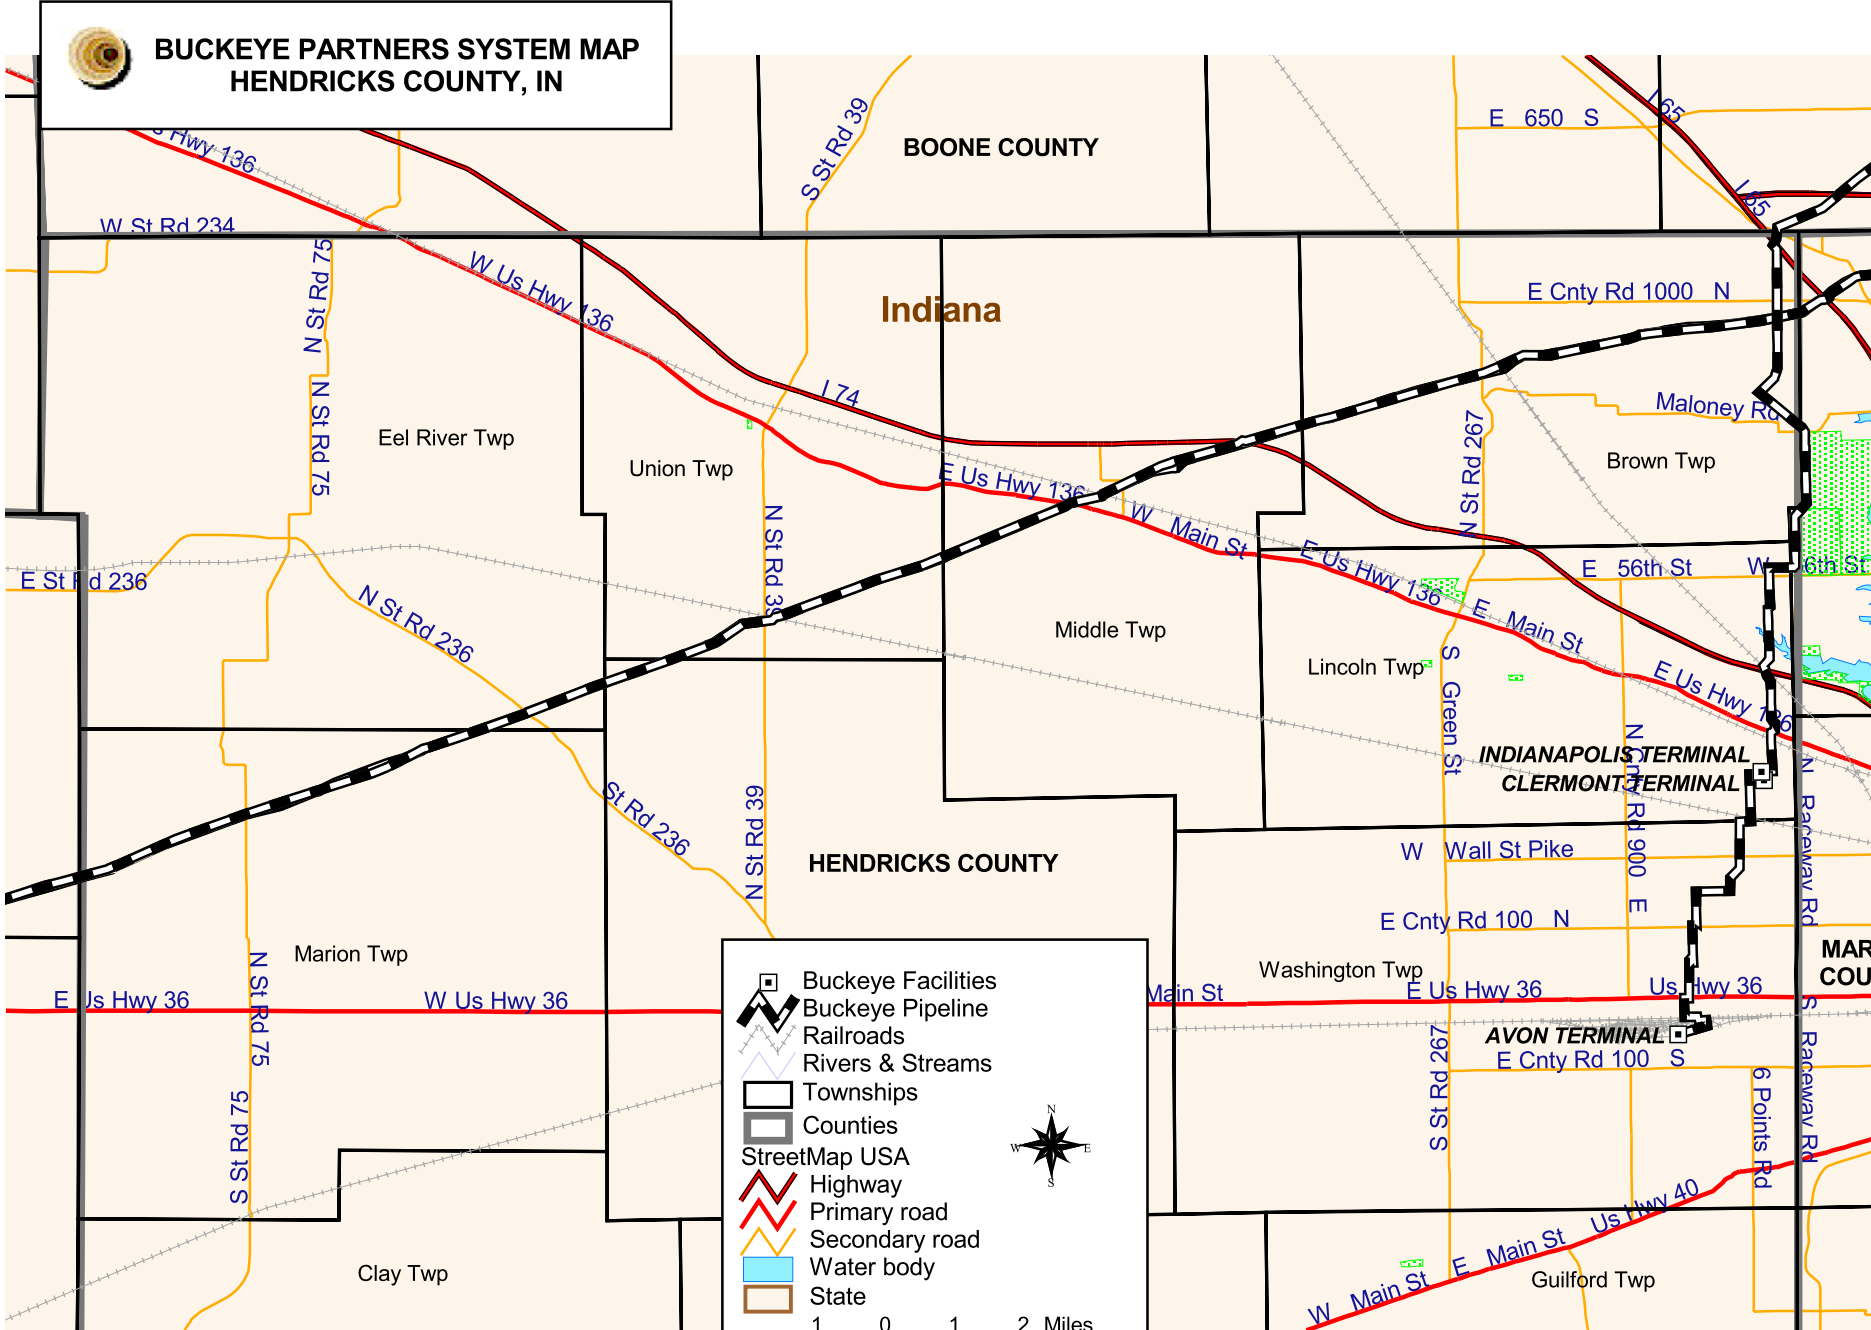 BUCKEYE PARTNERS SYSTEM MAP
HENDRICKS COUNTY, IN
S St Rd 39
BOONE COUNTY
E 650 S
I 65
I 65
Hwy 136
W St Rd 234
N St Rd 75
W Us Hwy 136
Indiana
E Cnty Rd 1000 N
N St Rd 75
I 74
Maloney Rd
Eel River Twp
Union Twp
N St Rd 267
Brown Twp
E Us Hwy 136
W Main St
N St Rd 39
E Us Hwy 136
E 56th St
W 6th St
E St Rd 236
N St Rd 236
E Main St
Middle Twp
Lincoln Twp
S Green St
E Us Hwy 136
N Cnty Rd 900 E
INDIANAPOLIS TERMINAL
CLERMONT TERMINAL
N Raceway Rd
St Rd 236
N St Rd 39
W Wall St Pike
HENDRICKS COUNTY
E Cnty Rd 100 N
Marion Twp
N St Rd 75
Washington Twp
MAR
COU
E Us Hwy 36
W Us Hwy 36
Main St
E Us Hwy 36
Us Hwy 36
AVON TERMINAL
E Cnty Rd 100 S
S St Rd 267
6 Points Rd
S Raceway Rd
S St Rd 75
Buckeye Facilities
Buckeye Pipeline
Railroads
Rivers & Streams
Townships
Counties
StreetMap USA
Highway
Primary road
Secondary road
Water body
State
1 0 1 2 Miles
N
W E
S
Us Hwy 40
E Main St
W Main St
Clay Twp
Guilford Twp